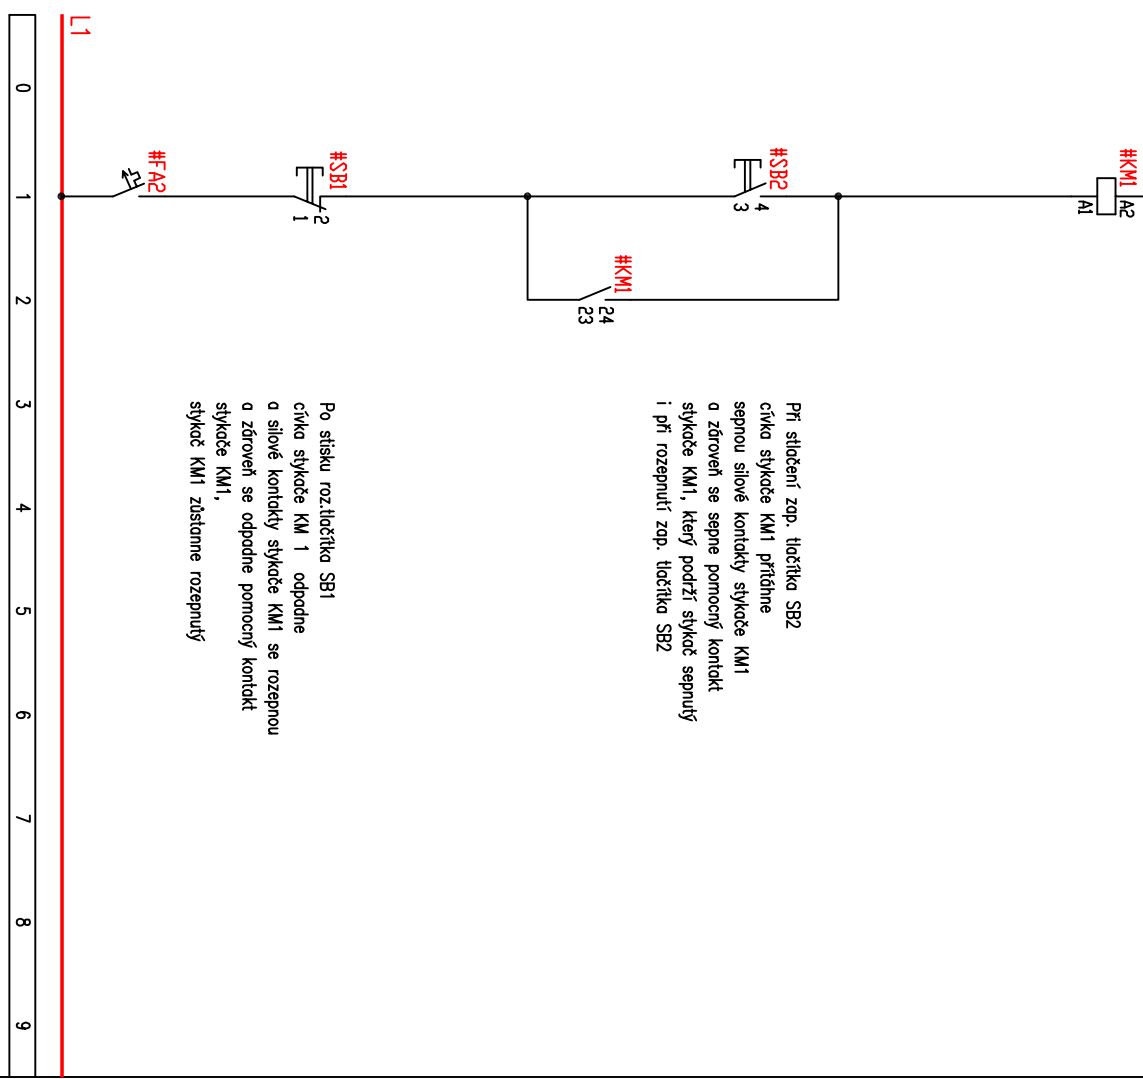 L1
0
1
2
3
4
5
6
7
8
9
#FA2
#SB1
1
2
#SB2
3
4
#KM1
A1
A2
#KM1
23
24
Při stlačení zap. tlačítka SB2
cívka stykače KM1 přitáhne
sepnou silové kontakty stykače KM1
a zároveň se sepne pomocný kontakt
stykače KM1, který podrží stykač sepnutý
i při rozepnutí zap. tlačítka SB2
Po stisku roz.tlačítka SB1
cívka stykače KM 1 odpadne
a silové kontakty stykače KM1 se rozepnou
a zároveň se odpadne pomocný kontakt
stykače KM1,
stykač KM1 zůstanne rozepnutý